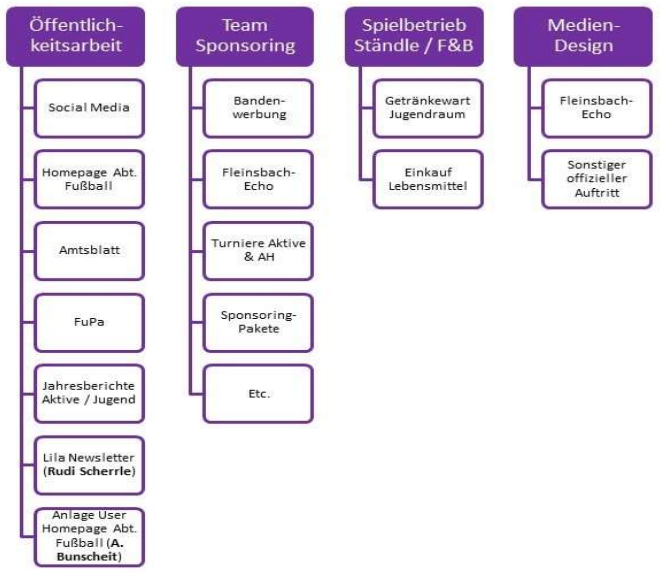 Öffentlich-
keitsarbeit
Social Media
Homepage Abt.
Fußball
Amtsblatt
FuPa
Jahresberichte
Aktive / Jugend
Lila Newsletter
(Rudi Scherrle)
Anlage User
Homepage Abt.
Fußball (A.
Bunscheit)
Team
Sponsoring
Banden-
werbung
Fleinsbach-
Echo
Turniere Aktive
& AH
Sponsoring-
Pakete
Etc.
Spielbetrieb
Ständle / F&B
Getränkewart
Jugendraum
Einkauf
Lebensmittel
Medien-
Design
Fleinsbach-
Echo
Sonstiger
offizieller
Auftritt